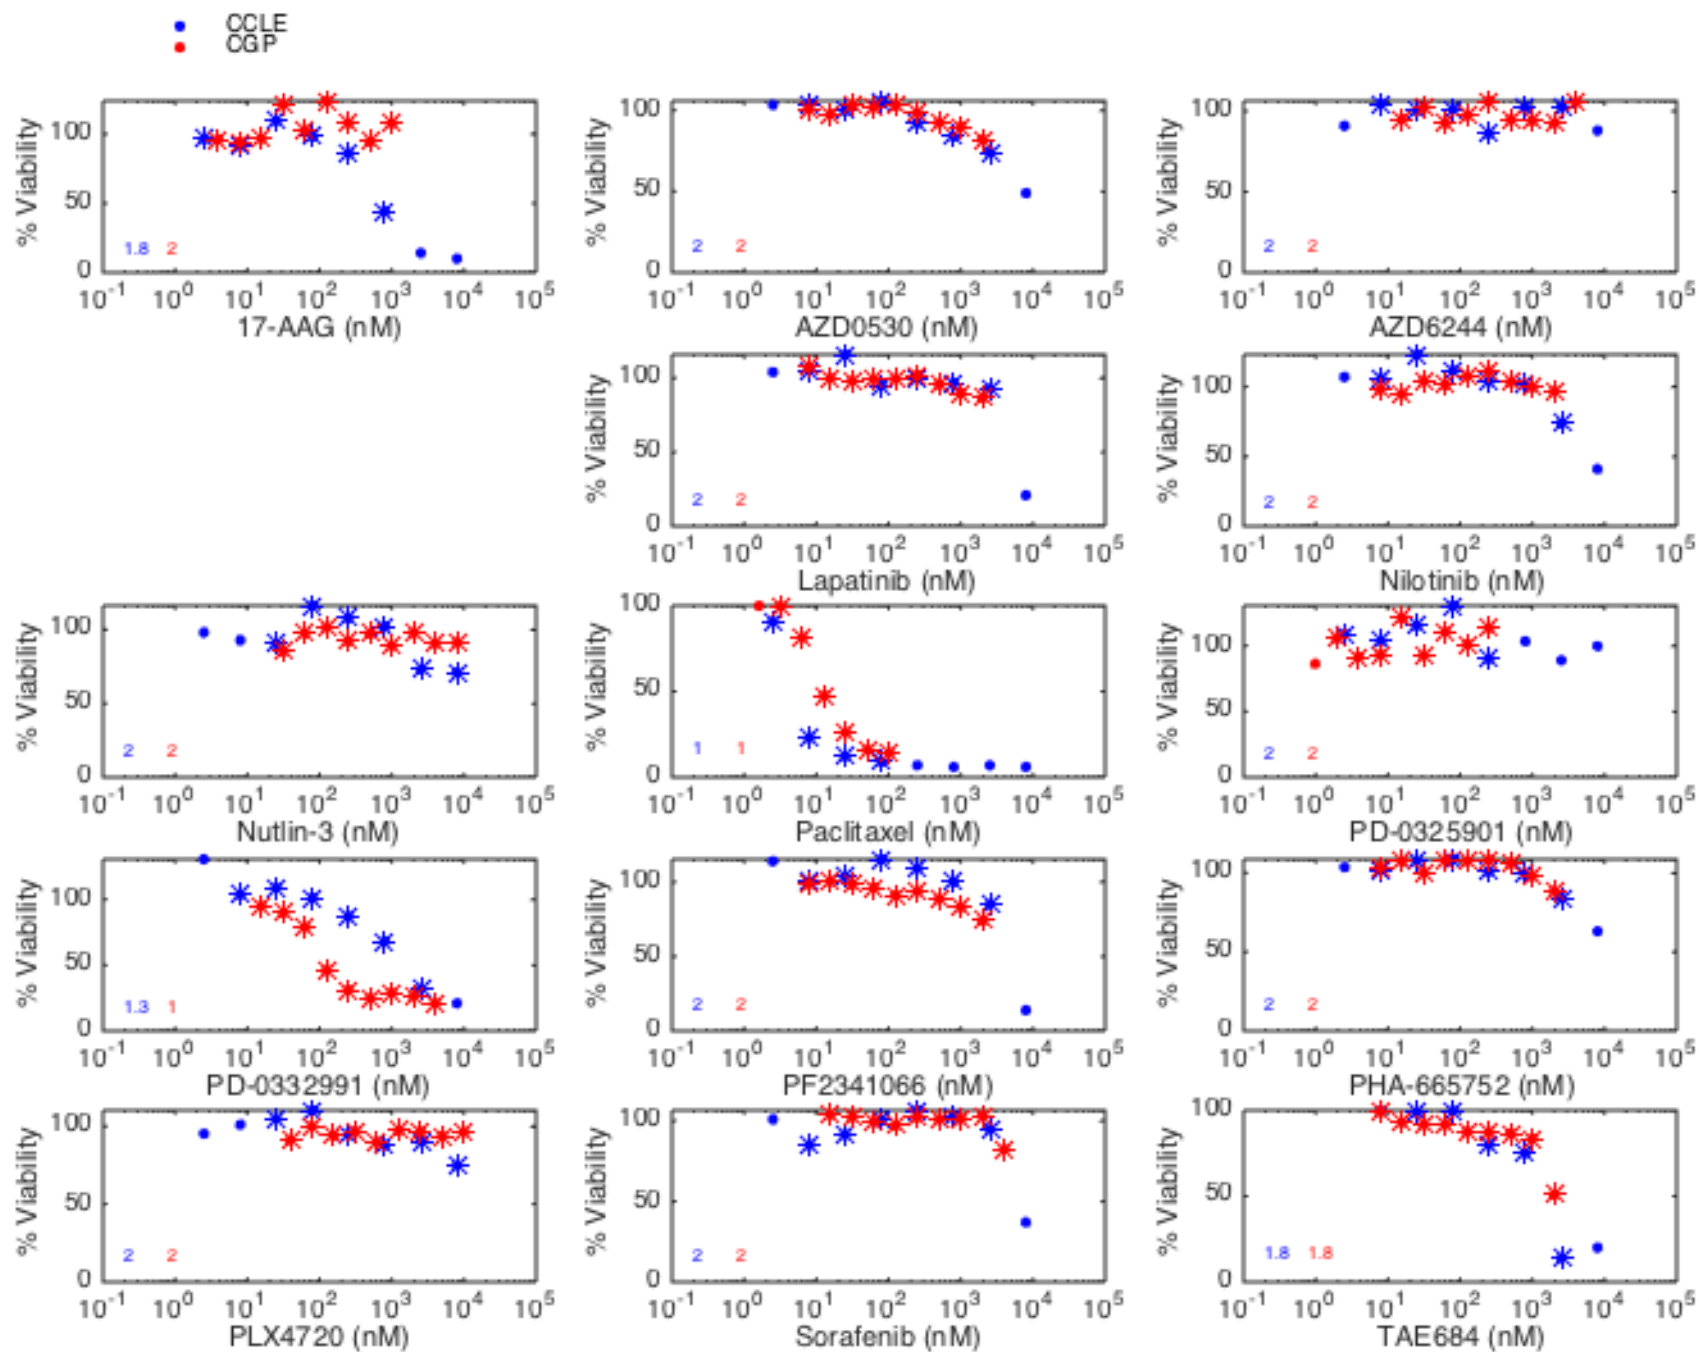 CCLE
CGP
% Viability
100
50
0
1.8 2
10^-1 10^0 10^1 10^2 10^3 10^4 10^5
17-AAG (nM)
% Viability
100
50
0
2 2
10^-1 10^0 10^1 10^2 10^3 10^4 10^5
AZD0530 (nM)
% Viability
100
50
0
2 2
10^-1 10^0 10^1 10^2 10^3 10^4 10^5
AZD6244 (nM)
% Viability
100
50
0
2 2
10^-1 10^0 10^1 10^2 10^3 10^4 10^5
Lapatinib (nM)
% Viability
100
50
0
2 2
10^-1 10^0 10^1 10^2 10^3 10^4 10^5
Nilotinib (nM)
% Viability
100
50
0
2 2
10^-1 10^0 10^1 10^2 10^3 10^4 10^5
Nutlin-3 (nM)
% Viability
100
50
0
1 1
10^-1 10^0 10^1 10^2 10^3 10^4 10^5
Paclitaxel (nM)
% Viability
100
50
0
2 2
10^-1 10^0 10^1 10^2 10^3 10^4 10^5
PD-0325901 (nM)
% Viability
100
50
0
1.3 1
10^-1 10^0 10^1 10^2 10^3 10^4 10^5
PD-0332991 (nM)
% Viability
100
50
0
2 2
10^-1 10^0 10^1 10^2 10^3 10^4 10^5
PF2341066 (nM)
% Viability
100
50
0
2 2
10^-1 10^0 10^1 10^2 10^3 10^4 10^5
PHA-665752 (nM)
% Viability
100
50
0
2 2
10^-1 10^0 10^1 10^2 10^3 10^4 10^5
PLX4720 (nM)
% Viability
100
50
0
2 2
10^-1 10^0 10^1 10^2 10^3 10^4 10^5
Sorafenib (nM)
% Viability
100
50
0
1.8 1.8
10^-1 10^0 10^1 10^2 10^3 10^4 10^5
TAE684 (nM)